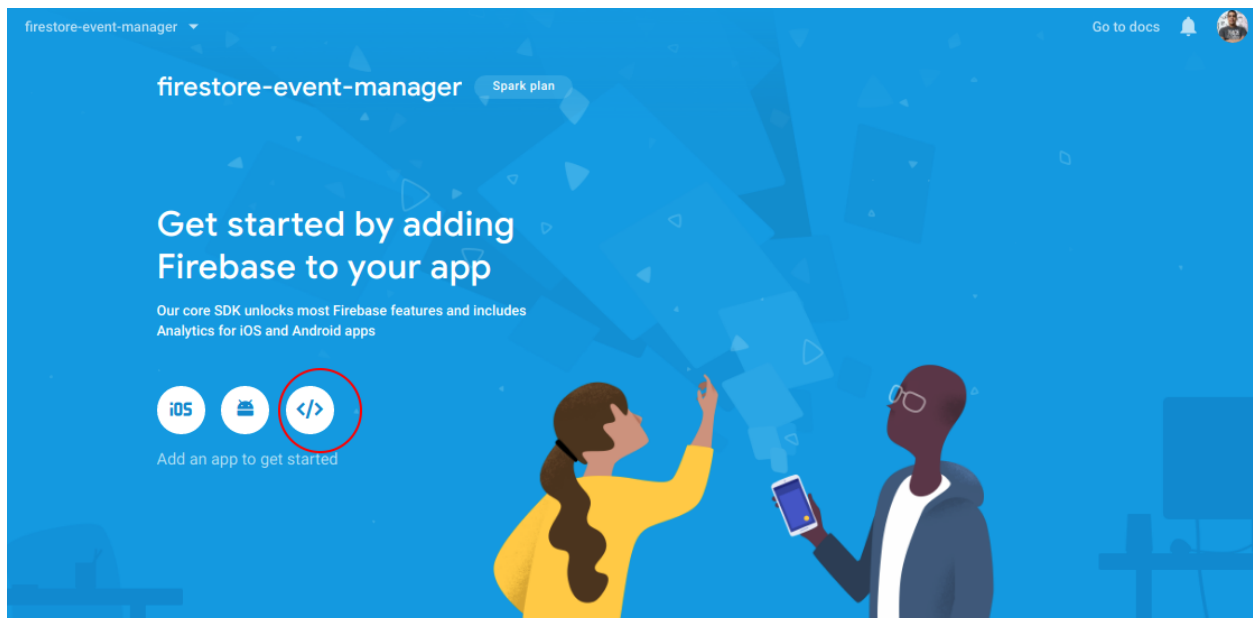 firestore-event-manager
Go to docs
firestore-event-manager
Spark plan
Get started by adding
Firebase to your app
Our core SDK unlocks most Firebase features and includes
Analytics for iOS and Android apps
iOS
</>
Add an app to get started